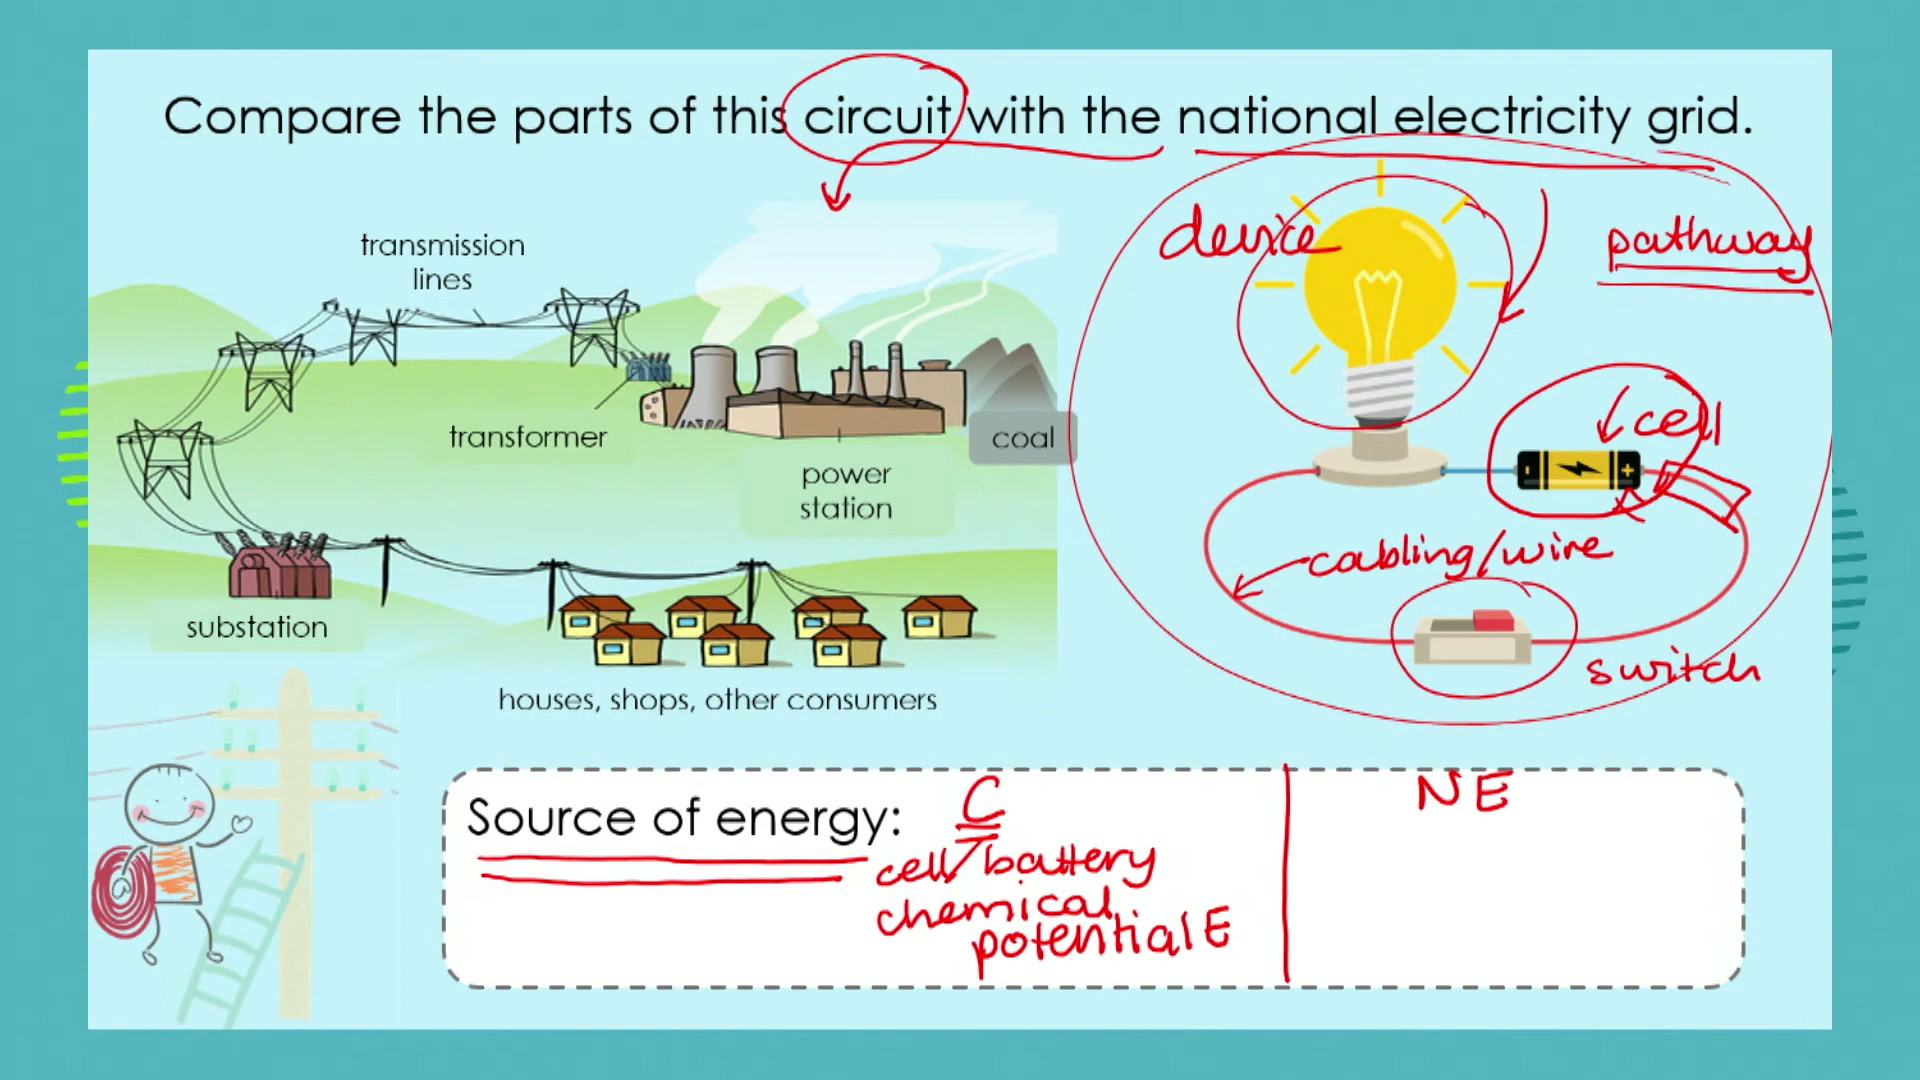 Compare the parts of this circuit with the national electricity grid.
transmission
lines
transformer
power
station
coal
substation
houses, shops, other consumers
device
pathway
cell
- +
cabling/wire
switch
Source of energy:
C
cell/battery
chemical
potential E
NE